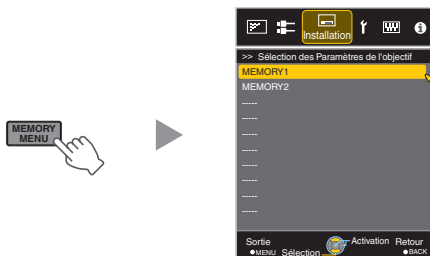 MEMORY
MENU
Installation
>> Sélection des Paramètres de l'objectif
MEMORY1
MEMORY2
-----
-----
-----
-----
-----
-----
-----
-----
Sortie Activation Retour
●MENU Sélection ●BACK